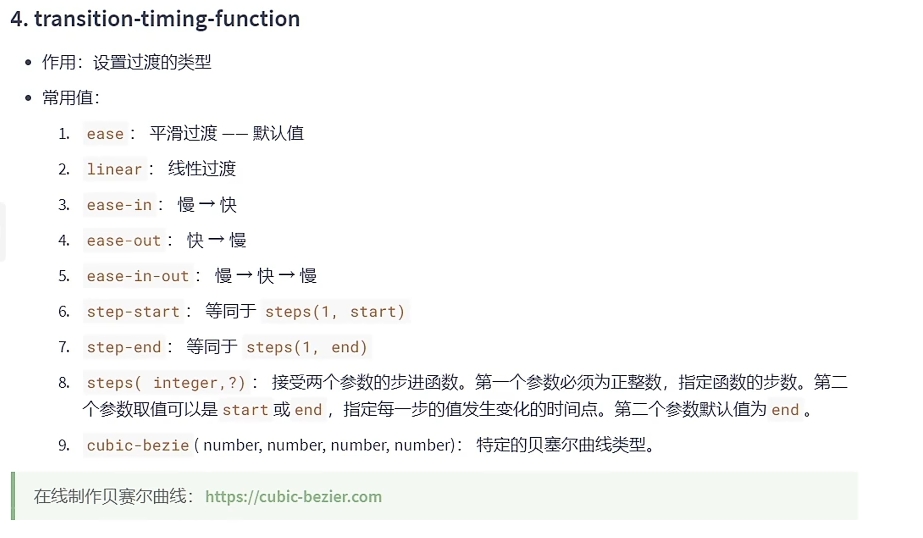 4. transition-timing-function
• 作用：设置过渡的类型
• 常用值：
1. ease： 平滑过渡 —— 默认值
2. linear： 线性过渡
3. ease-in： 慢 → 快
4. ease-out： 快 → 慢
5. ease-in-out： 慢 → 快 → 慢
6. step-start： 等同于 steps(1, start)
7. step-end： 等同于 steps(1, end)
8. steps( integer,?)： 接受两个参数的步进函数。第一个参数必须为正整数，指定函数的步数。第二
个参数取值可以是 start 或 end ，指定每一步的值发生变化的时间点。第二个参数默认值为 end 。
9. cubic-bezie ( number, number, number, number)： 特定的贝塞尔曲线类型。
在线制作贝赛尔曲线：https://cubic-bezier.com